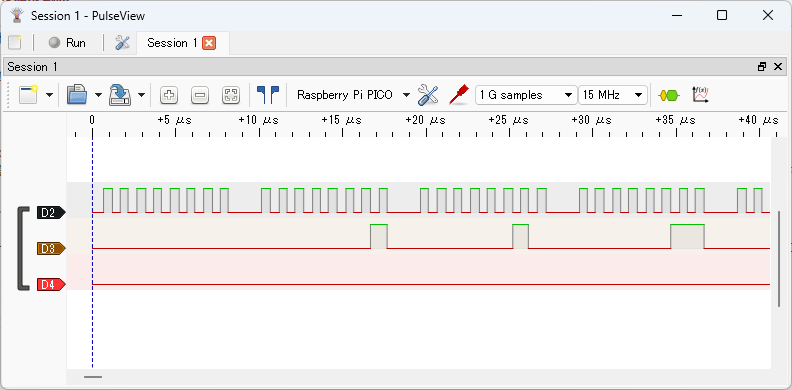 Session 1 - PulseView
Run
Session 1
Session 1
Raspberry Pi PICO
1 G samples
15 MHz
f(x):
0 +5 μs +10 μs +15 μs +20 μs +25 μs +30 μs +35 μs +40 μs
D2
D3
D4